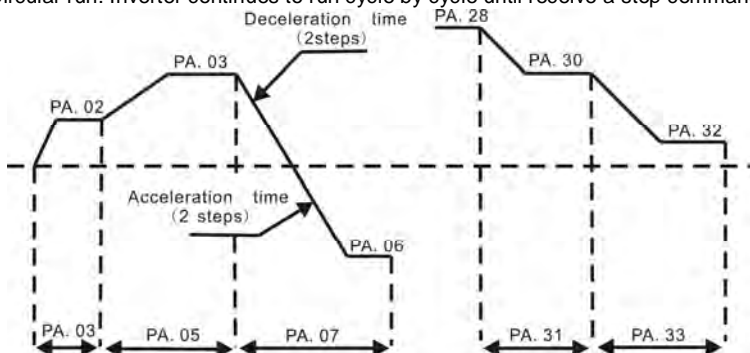 ircular run: Inverter continues to run cycle by cycle until receive a stop comman
Deceleration time
(2steps)
PA. 28
PA. 03
PA. 30
PA. 02
PA. 32
Acceleration time
(2 steps)
PA. 06
PA. 03
PA. 05
PA. 07
PA. 31
PA. 33